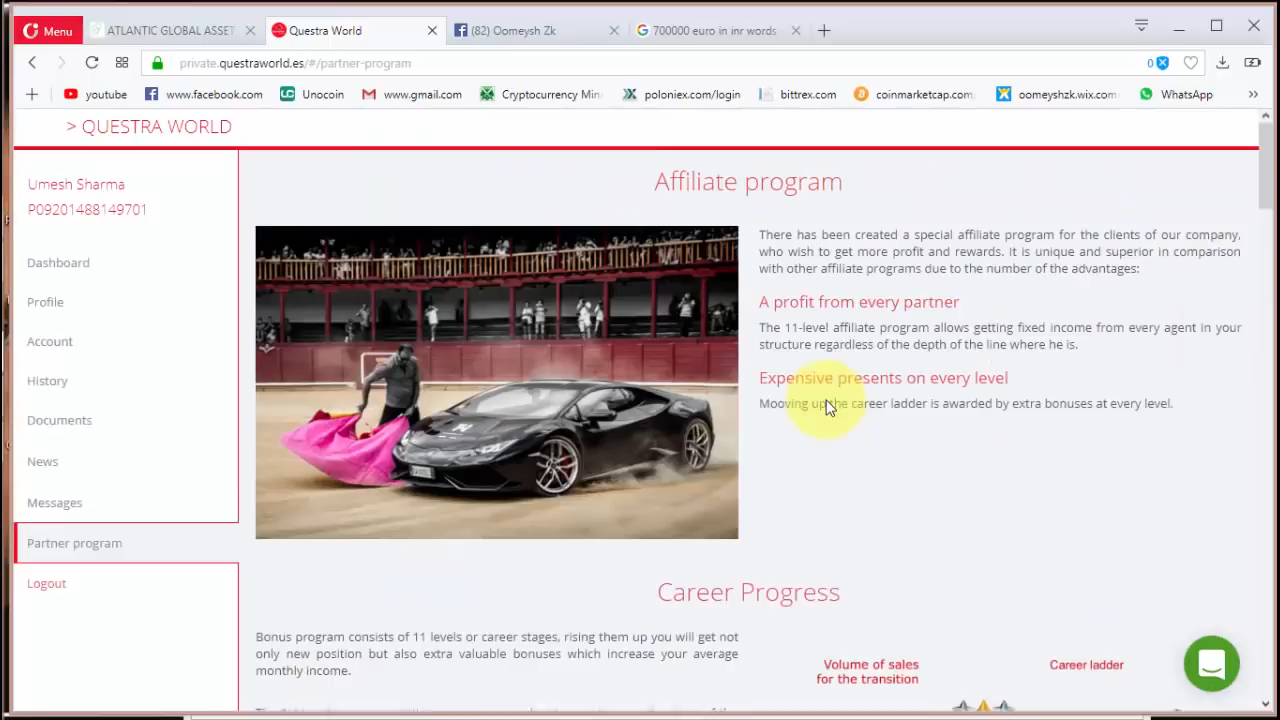 Menu
ATLANTIC GLOBAL ASSET
Questra World
(82) Oomeysh Zk
700000 euro in inr words
private.questraworld.es/#/partner-program
0
youtube
www.facebook.com
Unocoin
www.gmail.com
Cryptocurrency Min
poloniex.com/login
bittrex.com
coinmarketcap.com
oomeyshzk.wix.com
WhatsApp
> QUESTRA WORLD
Umesh Sharma
P09201488149701
Dashboard
Profile
Account
History
Documents
News
Messages
Partner program
Logout
Affiliate program
There has been created a special affiliate program for the clients of our company,
who wish to get more profit and rewards. It is unique and superior in comparison
with other affiliate programs due to the number of the advantages:
A profit from every partner
The 11-level affiliate program allows getting fixed income from every agent in your
structure regardless of the depth of the line where he is.
Expensive presents on every level
Mooving up the career ladder is awarded by extra bonuses at every level.
Career Progress
Bonus program consists of 11 levels or career stages, rising them up you will get not
only new position but also extra valuable bonuses which increase your average
monthly income.
Volume of sales
for the transition
Career ladder